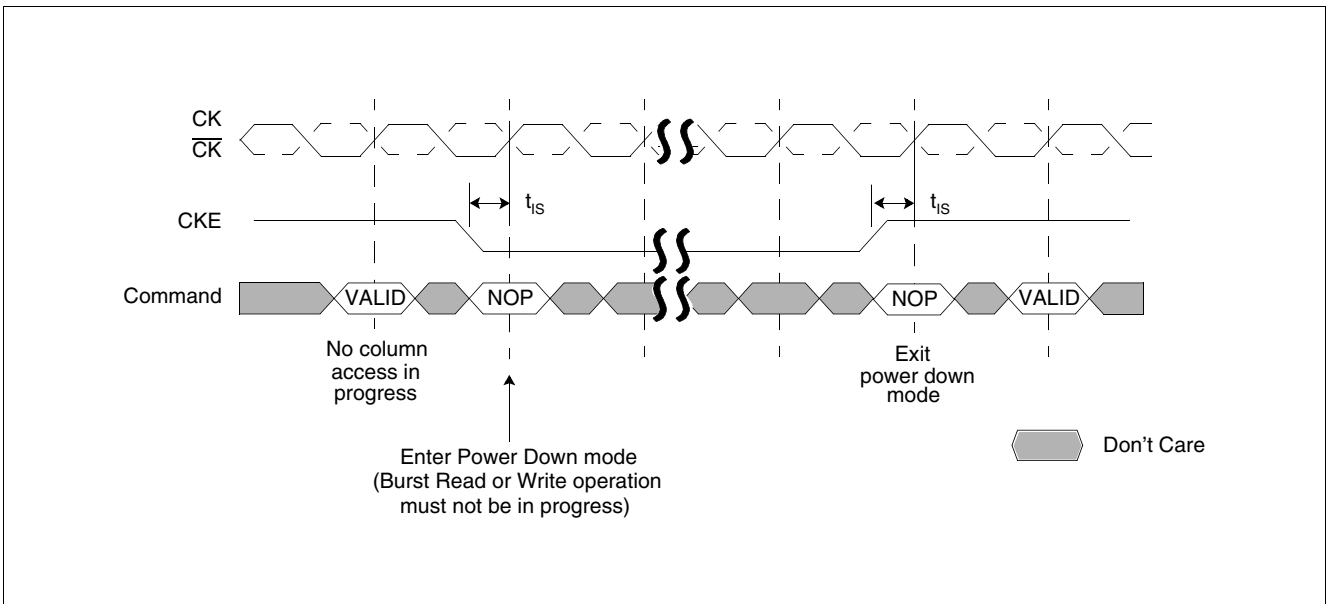 CK
CK
tIS
tIS
CKE
Command
VALID
NOP
NOP
VALID
No column
access in
progress
Exit
power down
mode
Enter Power Down mode
(Burst Read or Write operation
must not be in progress)
Don't Care